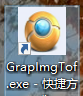 GrapImgTof
.exe - 快捷方